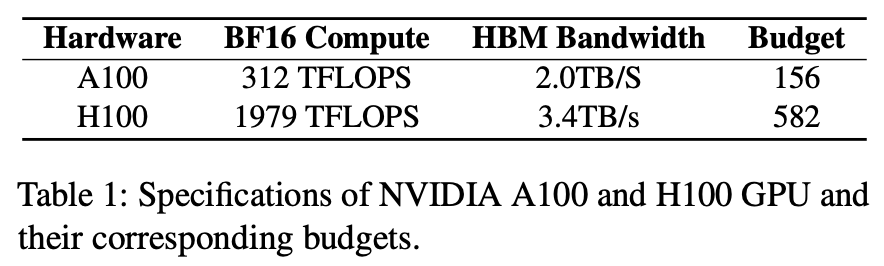 Hardware BF16 Compute HBM Bandwidth Budget
A100 312 TFLOPS 2.0TB/S 156
H100 1979 TFLOPS 3.4TB/s 582
Table 1: Specifications of NVIDIA A100 and H100 GPU and
their corresponding budgets.